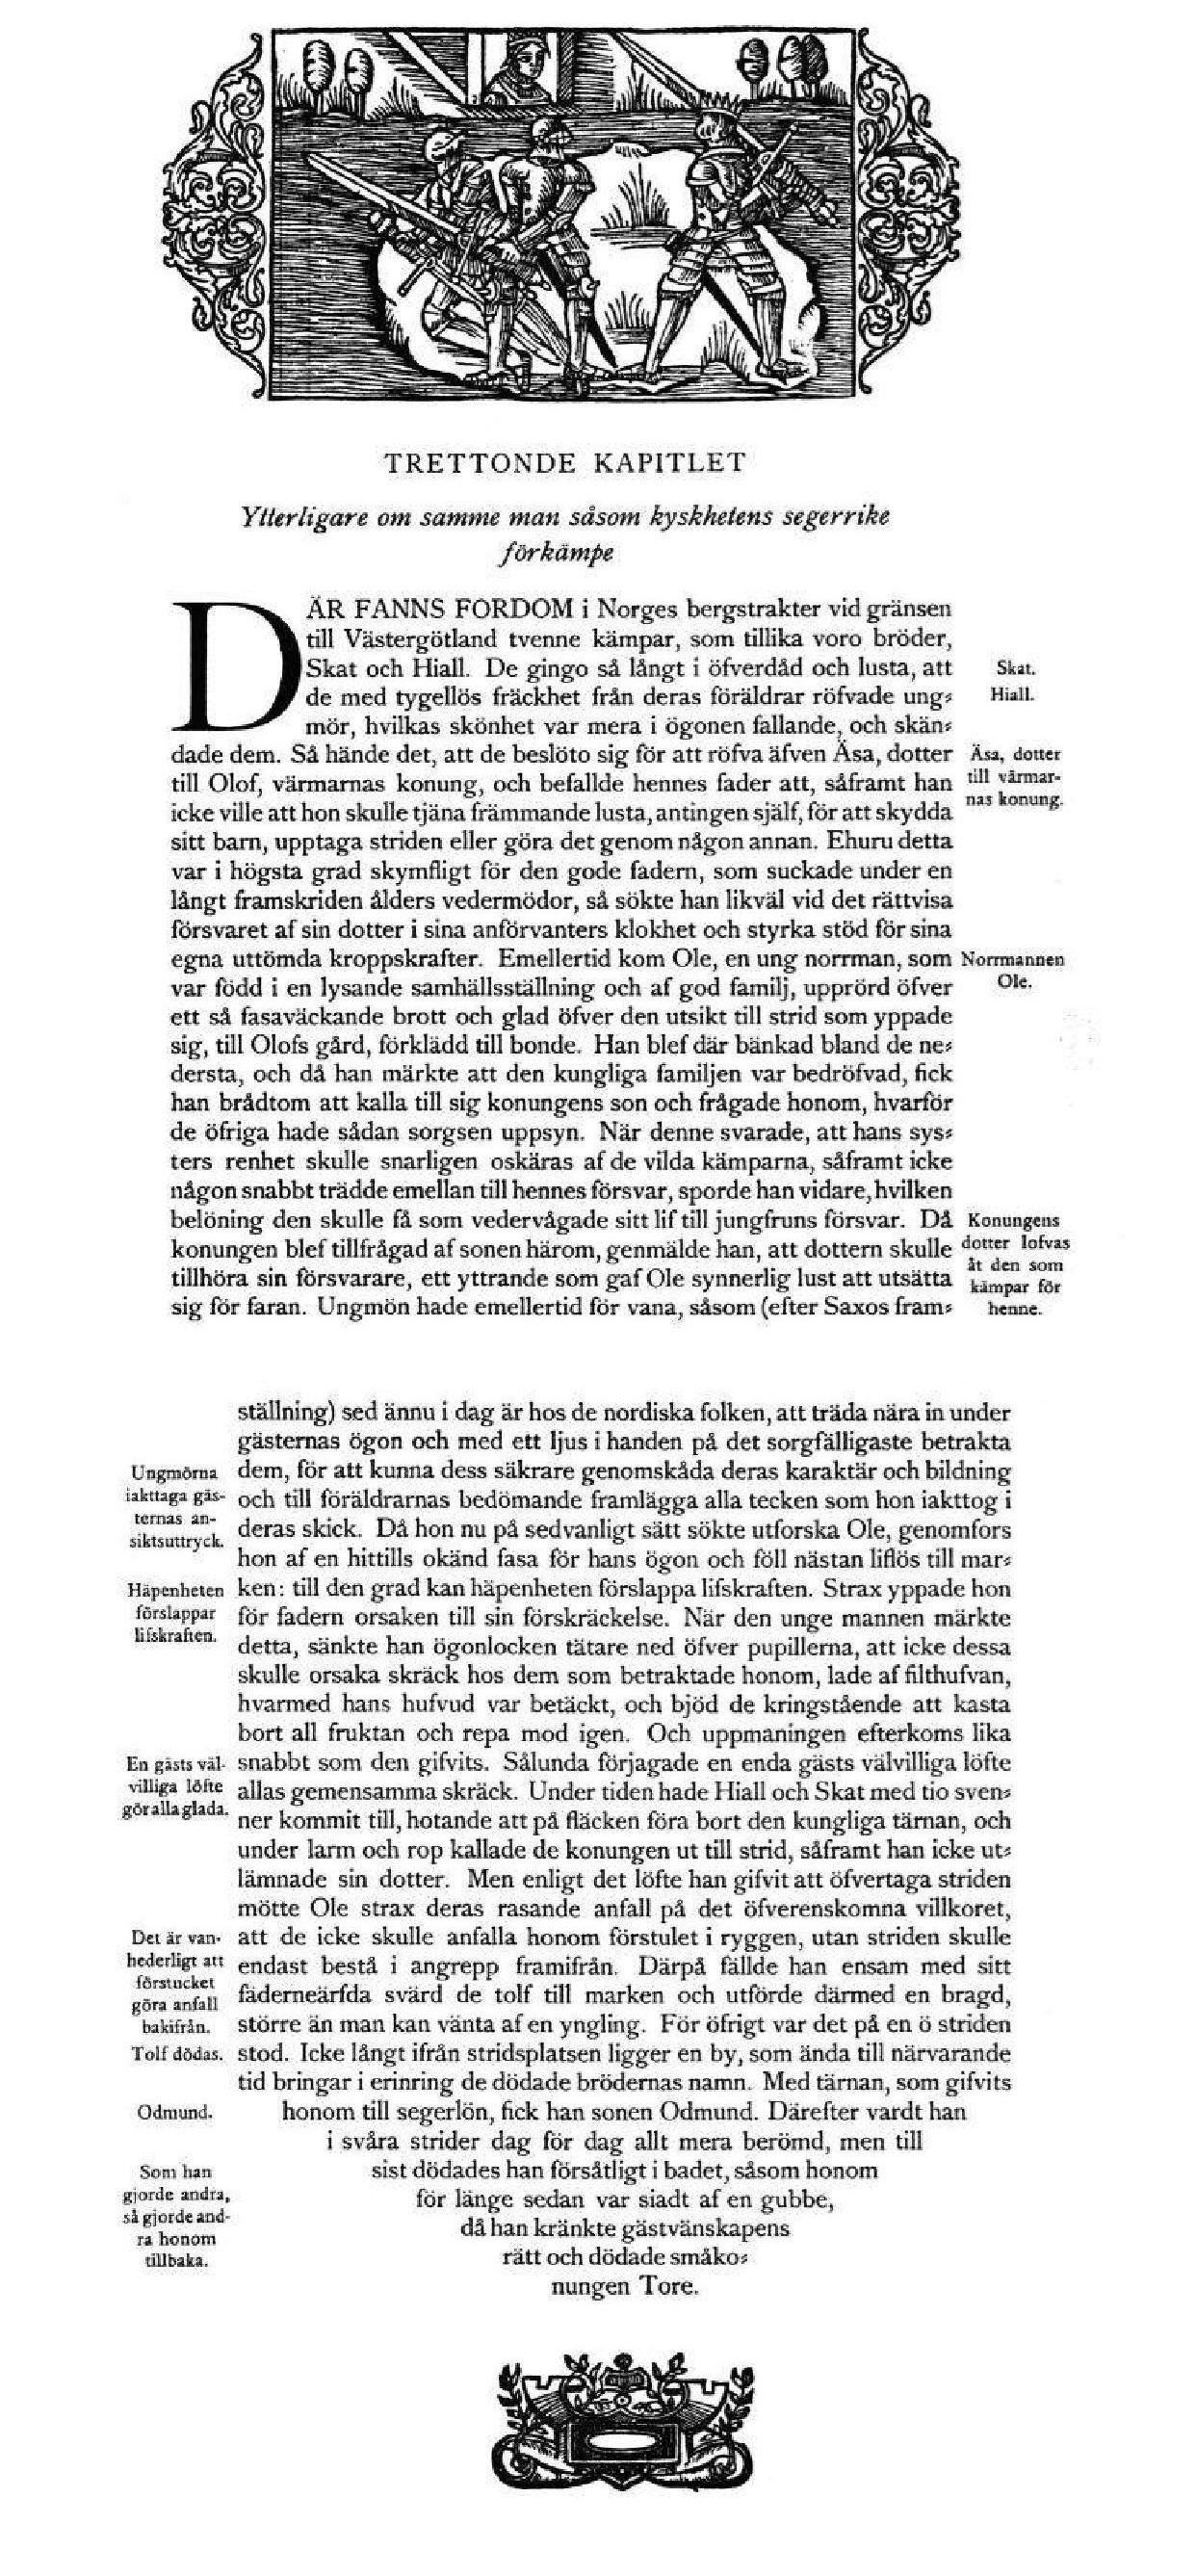 TRETTONDE KAPITLET
Ytterligare om samme man såsom kyskhetens segerrike
förkämpe
DÄR FANNS FORDOM i Norges bergstrakter vid gränsen
till Västergötland tvenne kämpar, som tillika voro bröder,
Skat och Hiall. De gingo så långt i öfverdåd och lusta, att
Skat.
de med tygellös fräckhet från deras föräldrar röfvade ung⸗
Hiall.
mör, hvilkas skönhet var mera i ögonen fallande, och skän⸗
dade dem. Så hände det, att de beslöto sig för att röfva äfven Äsa, dotter
till Olof, värmarnas konung, och befallde hennes fader att, såframt han
icke ville att hon skulle tjäna främmande lusta, antingen själf, för att skydda
Äsa, dotter
till värmar-
nas konung.
sitt barn, upptaga striden eller göra det genom någon annan. Ehuru detta
var i högsta grad skymfligt för den gode fadern, som suckade under en
långt framskriden ålders vedermödor, så sökte han likväl vid det rättvisa
försvaret af sin dotter i sina anförvanters klokhet och styrka stöd för sina
egna uttömda kroppskrafter. Emellertid kom Ole, en ung norrman, som
var född i en lysande samhällsställning och af god familj, upprörd öfver
Norrmannen
Ole.
ett så fasaväckande brott och glad öfver den utsikt till strid som yppade
sig, till Olofs gård, förklädd till bonde. Han blef där bänkad bland de ne⸗
dersta, och då han märkte att den kungliga familjen var bedröfvad, fick
han brådtom att kalla till sig konungens son och frågade honom, hvarför
de öfriga hade sådan sorgsen uppsyn. När denne svarade, att hans sys⸗
ters renhet skulle snarligen oskäras af de vilda kämparna, såframt icke
någon snabbt trädde emellan till hennes försvar, sporde han vidare, hvilken
belöning den skulle få som vedervågade sitt lif till jungfruns försvar. Då
konungen blef tillfrågad af sonen härom, genmälde han, att dottern skulle
tillhöra sin försvarare, ett yttrande som gaf Ole synnerlig lust att utsätta
sig för faran. Ungmön hade emellertid för vana, såsom (efter Saxos fram⸗
Konungens
dotter lofvas
åt den som
kämpar för
henne.
ställning) sed ännu i dag är hos de nordiska folken, att träda nära in under
gästernas ögon och med ett ljus i handen på det sorgfälligaste betrakta
dem, för att kunna dess säkrare genomskåda deras karaktär och bildning
och till föräldrarnas bedömande framlägga alla tecken som hon iakttog i
deras skick. Då hon nu på sedvanligt sätt sökte utforska Ole, genomfors
Ungmörna
iakttaga gäs-
ternas an-
siktsuttryck.
hon af en hittills okänd fasa för hans ögon och föll nästan liflös till mar⸗
ken: till den grad kan häpenheten förslappa lifskraften. Strax yppade hon
för fadern orsaken till sin förskräckelse. När den unge mannen märkte
Häpenheten
förslappar
lifskraften.
detta, sänkte han ögonlocken tätare ned öfver pupillerna, att icke dessa
skulle orsaka skräck hos dem som betraktade honom, lade af filthufvan,
hvarmed hans hufvud var betäckt, och bjöd de kringstående att kasta
bort all fruktan och repa mod igen. Och uppmaningen efterkoms lika
snabbt som den gifvits. Sålunda förjagade en enda gästs välvilliga löfte
allas gemensamma skräck. Under tiden hade Hiall och Skat med tio sven⸗
ner kommit till, hotande att på fläcken föra bort den kungliga tärnan, och
En gästs väl-
villiga löfte
gör alla glada.
under larm och rop kallade de konungen ut till strid, såframt han icke ut⸗
lämnade sin dotter. Men enligt det löfte han gifvit att öfvertaga striden
mötte Ole strax deras rasande anfall på det öfverenskomna villkoret,
att de icke skulle anfalla honom förstulet i ryggen, utan striden skulle
endast bestå i angrepp framifrån. Därpå fällde han ensam med sitt
fäderneärfda svärd de tolf till marken och utförde därmed en bragd,
större än man kan vänta af en yngling. För öfrigt var det på en ö striden
Det är van-
hederligt att
förstucket
göra anfall
bakifrån.
stod. Icke långt ifrån stridsplatsen ligger en by, som ända till närvarande
Tolf dödas.
tid bringar i erinring de dödade brödernas namn. Med tärnan, som gifvits
honom till segerlön, fick han sonen Odmund. Därefter vardt han
Odmund.
i svåra strider dag för dag allt mera berömd, men till
sist dödades han försåtligt i badet, såsom honom
för länge sedan var siadt af en gubbe,
då han kränkte gästvänskapens
rätt och dödade småko⸗
nungen Tore.
Som han
gjorde andra,
så gjorde and-
ra honom
tillbaka.